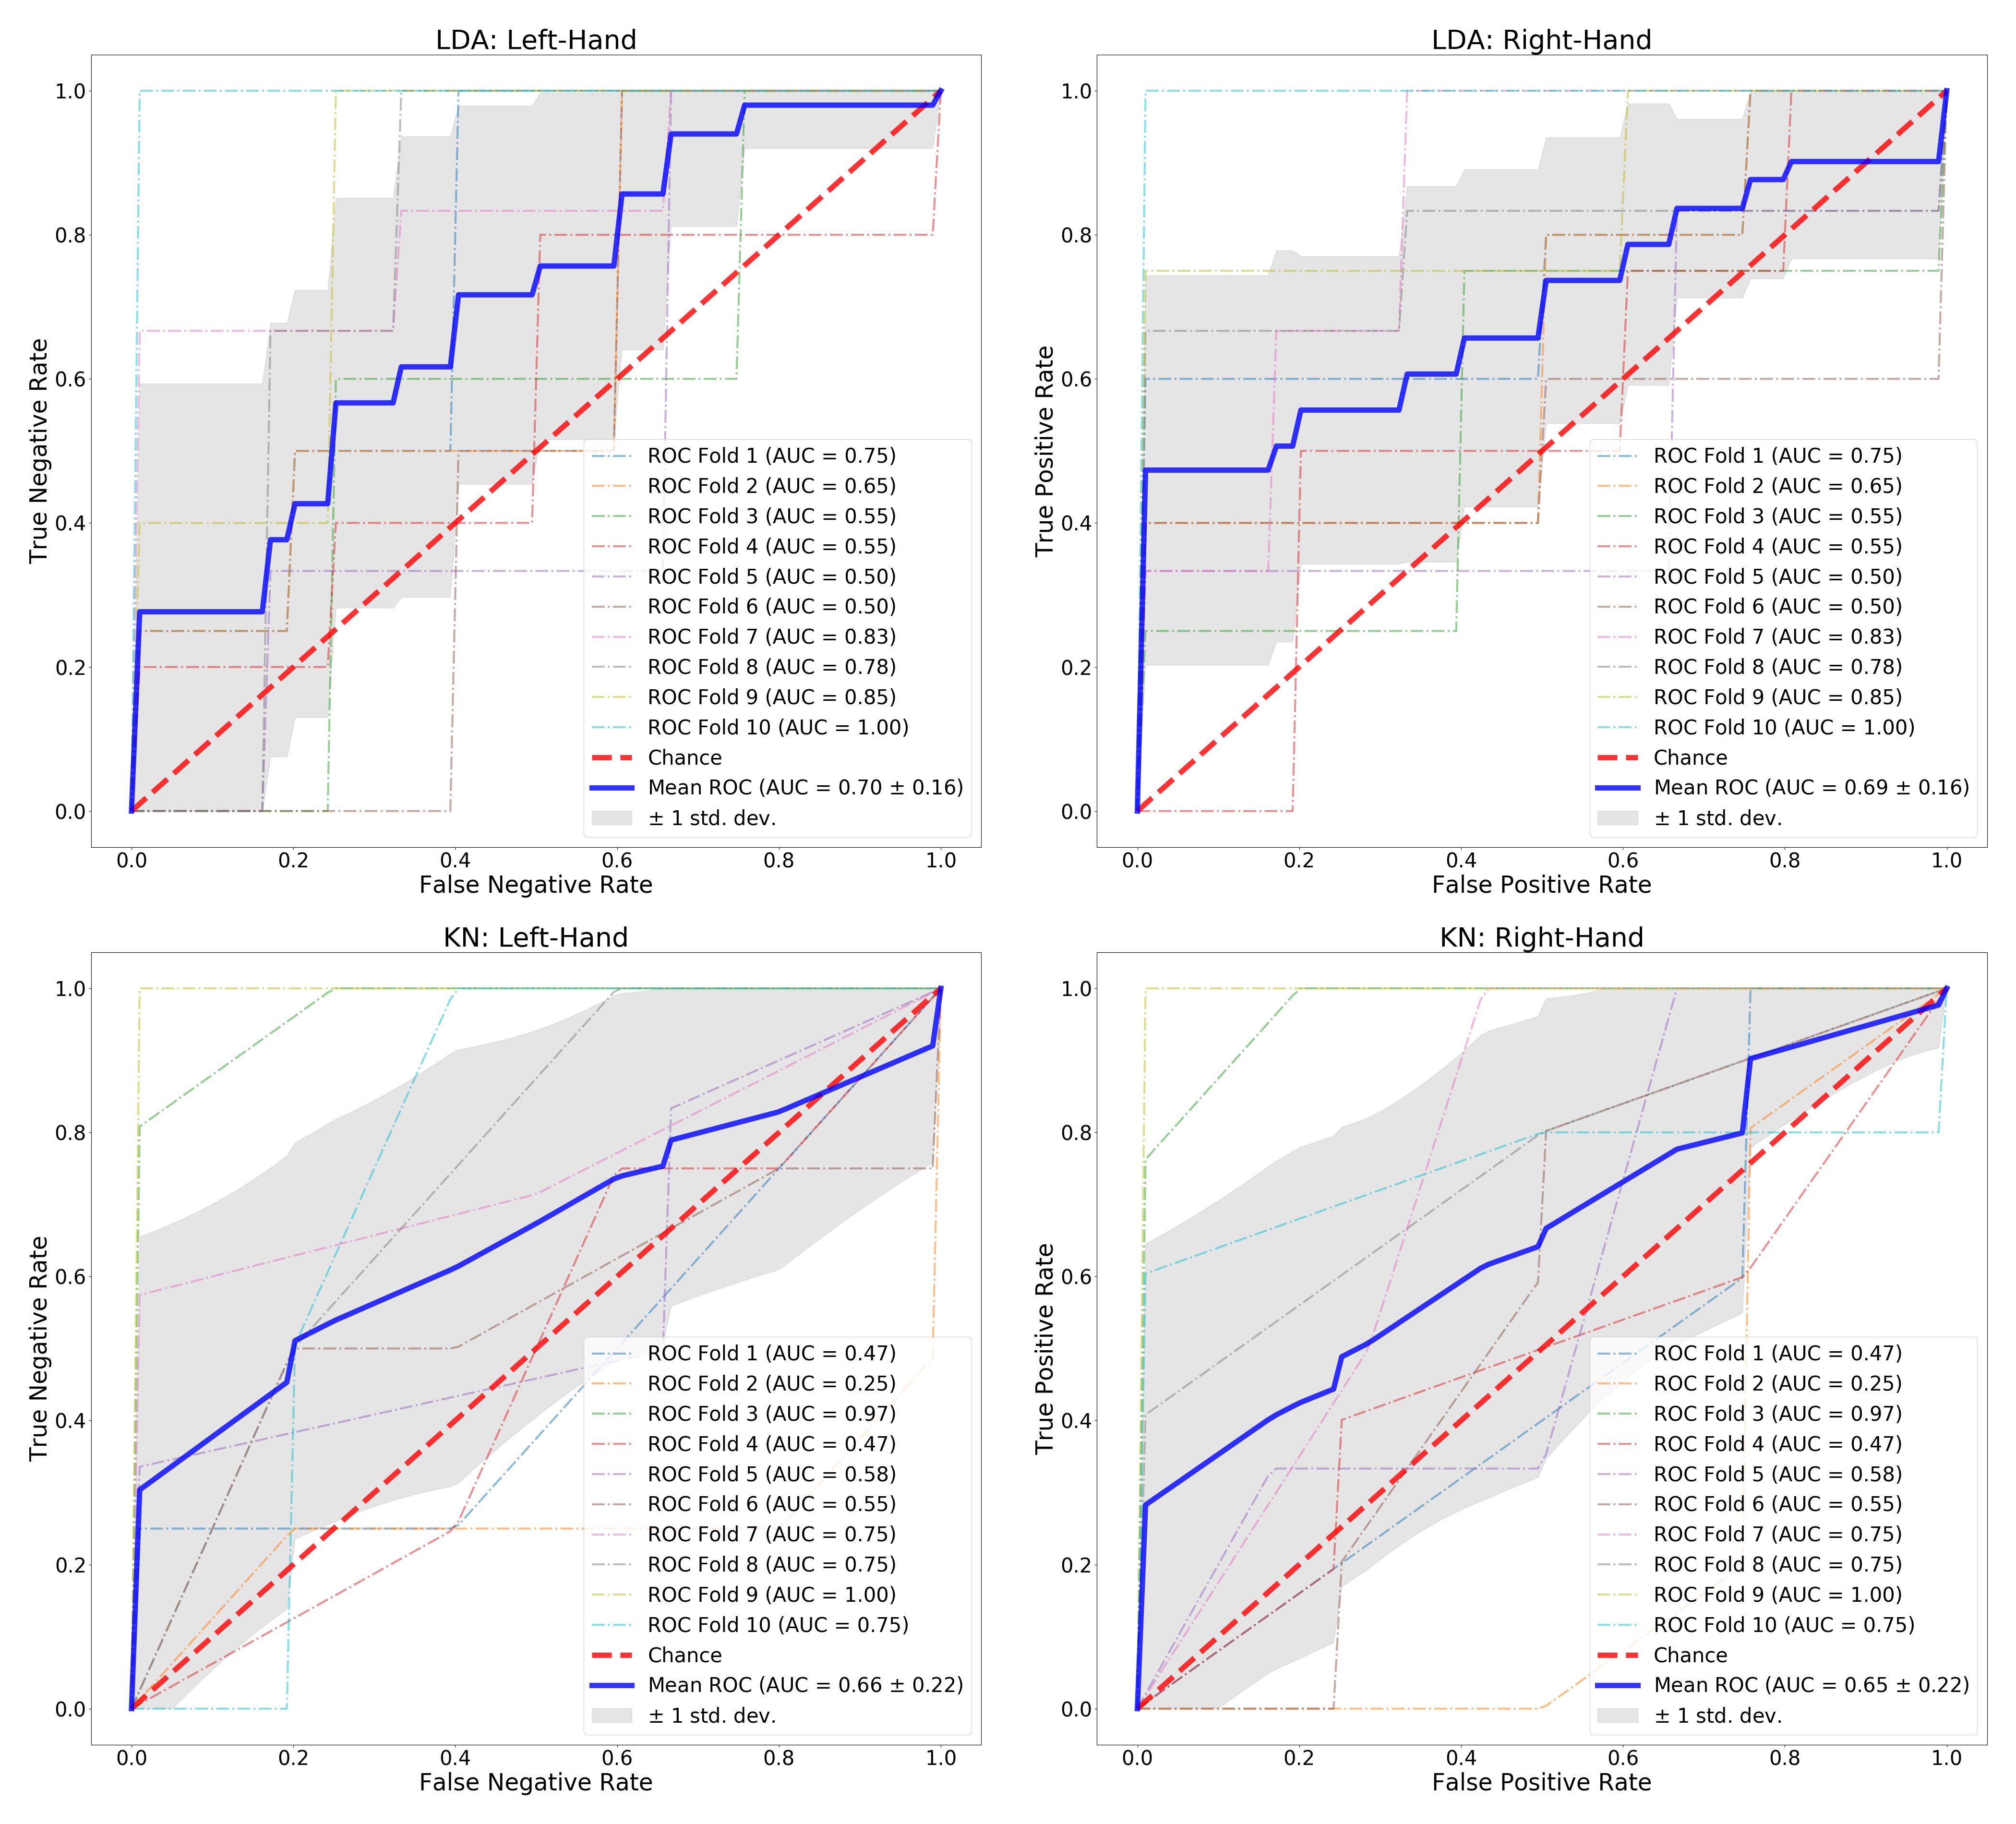 LDA: Left-Hand
True Negative Rate
1.0
0.8
0.6
0.4
0.2
0.0
ROC Fold 1 (AUC = 0.75)
ROC Fold 2 (AUC = 0.65)
ROC Fold 3 (AUC = 0.55)
ROC Fold 4 (AUC = 0.55)
ROC Fold 5 (AUC = 0.50)
ROC Fold 6 (AUC = 0.50)
ROC Fold 7 (AUC = 0.83)
ROC Fold 8 (AUC = 0.78)
ROC Fold 9 (AUC = 0.85)
ROC Fold 10 (AUC = 1.00)
Chance
Mean ROC (AUC = 0.70 ± 0.16)
± 1 std. dev.
0.0 0.2 0.4 0.6 0.8 1.0
False Negative Rate
LDA: Right-Hand
True Positive Rate
1.0
0.8
0.6
0.4
0.2
0.0
ROC Fold 1 (AUC = 0.75)
ROC Fold 2 (AUC = 0.65)
ROC Fold 3 (AUC = 0.55)
ROC Fold 4 (AUC = 0.55)
ROC Fold 5 (AUC = 0.50)
ROC Fold 6 (AUC = 0.50)
ROC Fold 7 (AUC = 0.83)
ROC Fold 8 (AUC = 0.78)
ROC Fold 9 (AUC = 0.85)
ROC Fold 10 (AUC = 1.00)
Chance
Mean ROC (AUC = 0.69 ± 0.16)
± 1 std. dev.
0.0 0.2 0.4 0.6 0.8 1.0
False Positive Rate
KN: Left-Hand
True Negative Rate
1.0
0.8
0.6
0.4
0.2
0.0
ROC Fold 1 (AUC = 0.47)
ROC Fold 2 (AUC = 0.25)
ROC Fold 3 (AUC = 0.97)
ROC Fold 4 (AUC = 0.47)
ROC Fold 5 (AUC = 0.58)
ROC Fold 6 (AUC = 0.55)
ROC Fold 7 (AUC = 0.75)
ROC Fold 8 (AUC = 0.75)
ROC Fold 9 (AUC = 1.00)
ROC Fold 10 (AUC = 0.75)
Chance
Mean ROC (AUC = 0.66 ± 0.22)
± 1 std. dev.
0.0 0.2 0.4 0.6 0.8 1.0
False Negative Rate
KN: Right-Hand
True Positive Rate
1.0
0.8
0.6
0.4
0.2
0.0
ROC Fold 1 (AUC = 0.47)
ROC Fold 2 (AUC = 0.25)
ROC Fold 3 (AUC = 0.97)
ROC Fold 4 (AUC = 0.47)
ROC Fold 5 (AUC = 0.58)
ROC Fold 6 (AUC = 0.55)
ROC Fold 7 (AUC = 0.75)
ROC Fold 8 (AUC = 0.75)
ROC Fold 9 (AUC = 1.00)
ROC Fold 10 (AUC = 0.75)
Chance
Mean ROC (AUC = 0.65 ± 0.22)
± 1 std. dev.
0.0 0.2 0.4 0.6 0.8 1.0
False Positive Rate